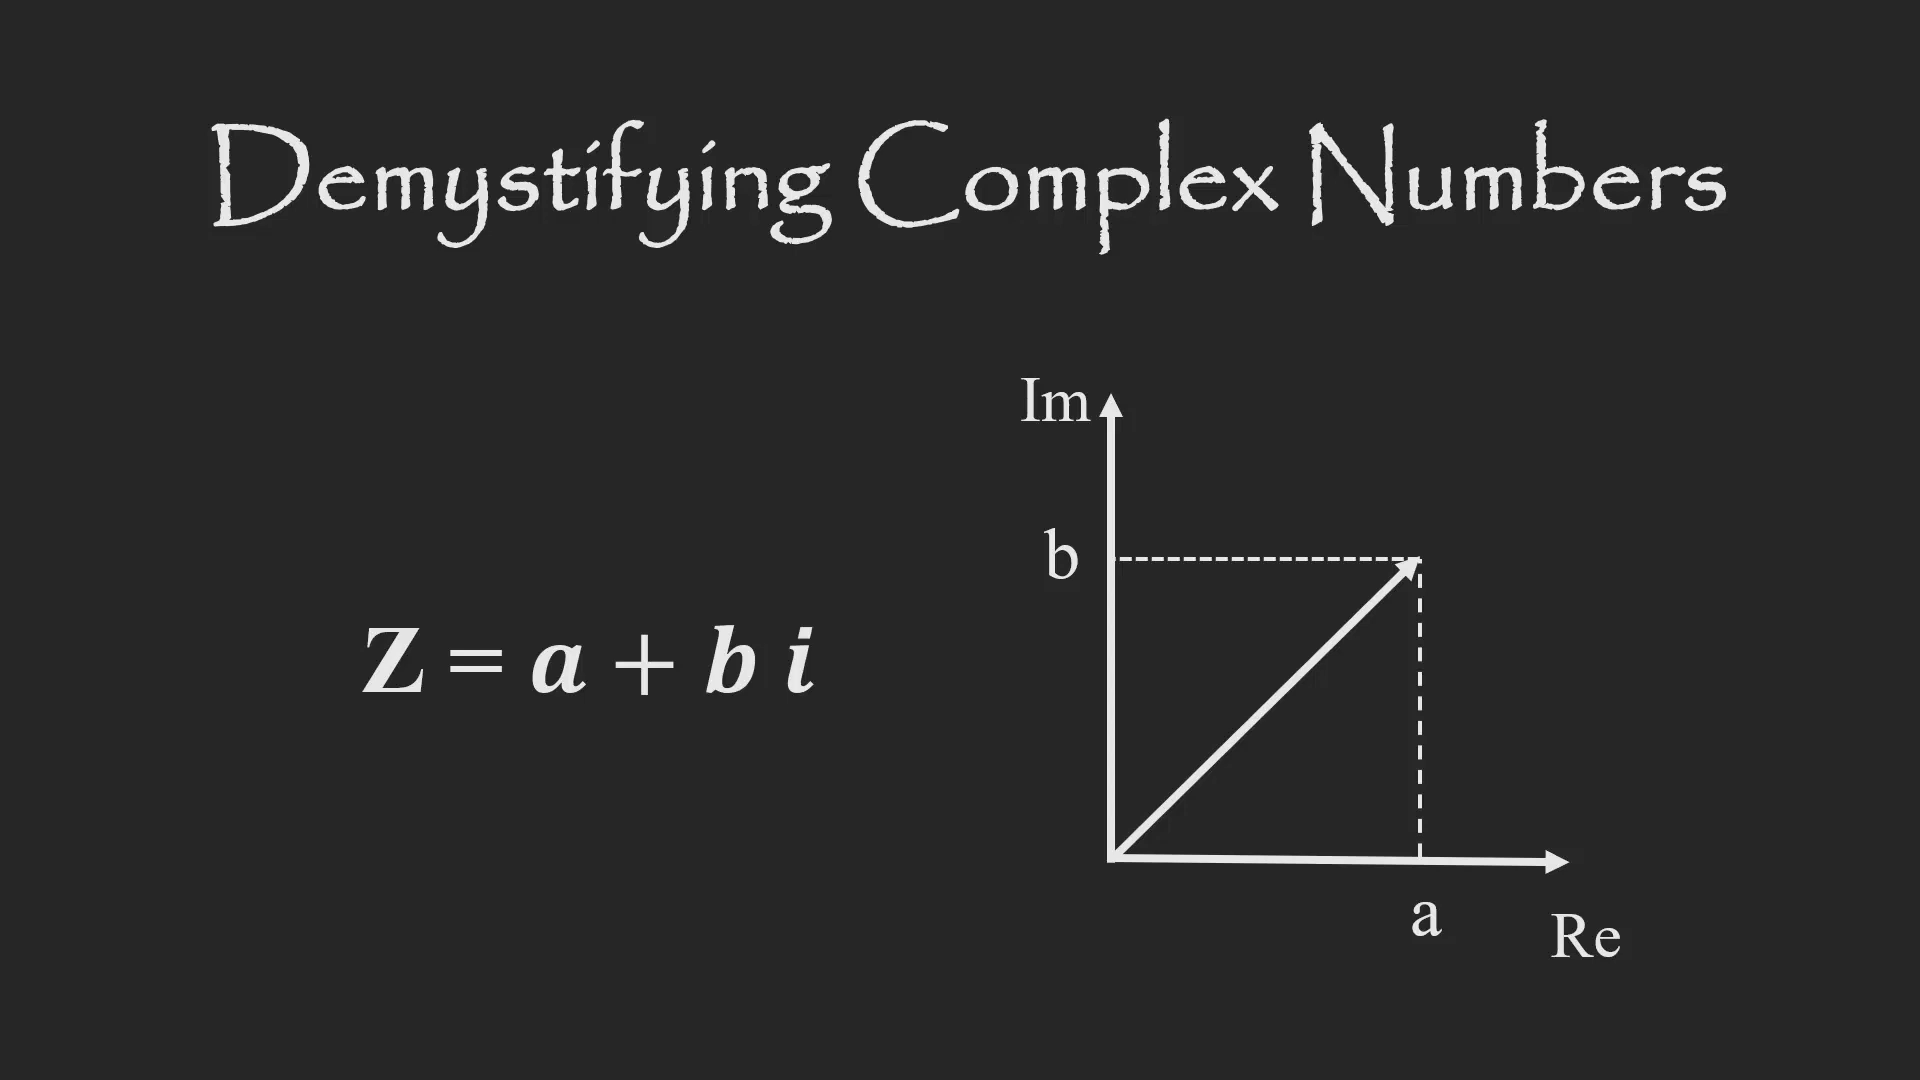 Demystifying Complex Numbers
Im
b
Z = a + b i
a
Re